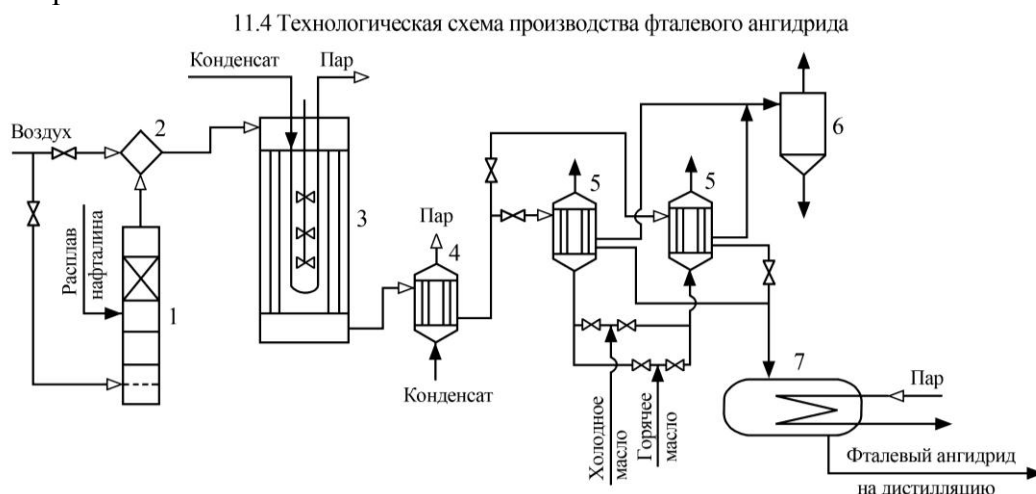 11.4 Технологическая схема производства фталевого ангидрида
Конденсат
Пар
Воздух
2
Расплав
нафталина
1
3
Пар
4
Конденсат
5
5
6
Холодное
масло
Горячее
масло
7
Пар
Фталевый ангидрид
на дистилляцию